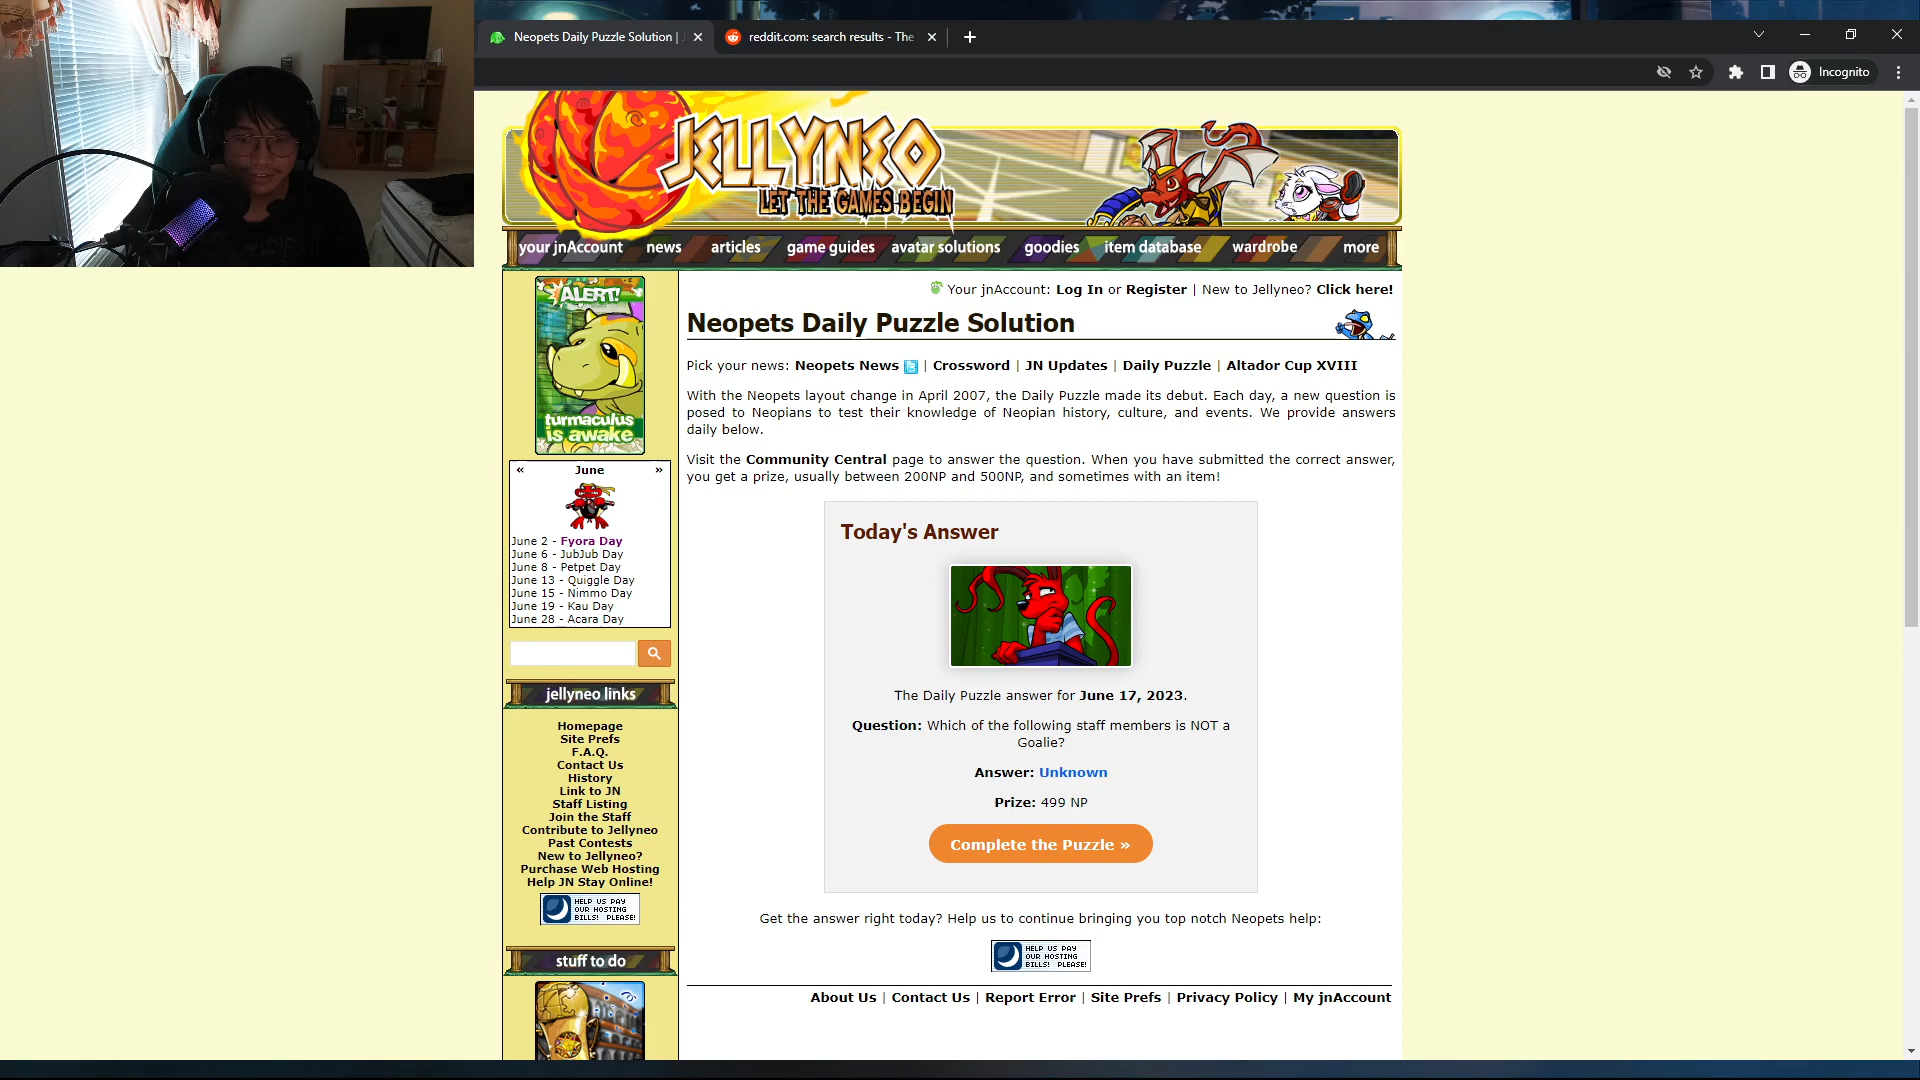 Neopets Daily Puzzle Solution |
reddit.com: search results - The
Incognito
JELLYNEO
LET THE GAMES BEGIN
your jnAccount news articles game guides avatar solutions goodies item database wardrobe more
ALERT!
turmaculus
is awake
« June »
June 2 - Fyora Day
June 6 - JubJub Day
June 8 - Petpet Day
June 13 - Quiggle Day
June 15 - Nimmo Day
June 19 - Kau Day
June 28 - Acara Day
jellyneo links
Homepage
Site Prefs
F.A.Q.
Contact Us
History
Link to JN
Staff Listing
Join the Staff
Contribute to Jellyneo
Past Contests
New to Jellyneo?
Purchase Web Hosting
Help JN Stay Online!
HELP US PAY
OUR HOSTING
BILLS! PLEASE!
stuff to do
Your jnAccount: Log In or Register | New to Jellyneo? Click here!
Neopets Daily Puzzle Solution
Pick your news: Neopets News | Crossword | JN Updates | Daily Puzzle | Altador Cup XVIII
With the Neopets layout change in April 2007, the Daily Puzzle made its debut. Each day, a new question is
posed to Neopians to test their knowledge of Neopian history, culture, and events. We provide answers
daily below.
Visit the Community Central page to answer the question. When you have submitted the correct answer,
you get a prize, usually between 200NP and 500NP, and sometimes with an item!
Today's Answer
The Daily Puzzle answer for June 17, 2023.
Question: Which of the following staff members is NOT a
Goalie?
Answer: Unknown
Prize: 499 NP
Complete the Puzzle »
Get the answer right today? Help us to continue bringing you top notch Neopets help:
HELP US PAY
OUR HOSTING
BILLS! PLEASE!
About Us | Contact Us | Report Error | Site Prefs | Privacy Policy | My jnAccount